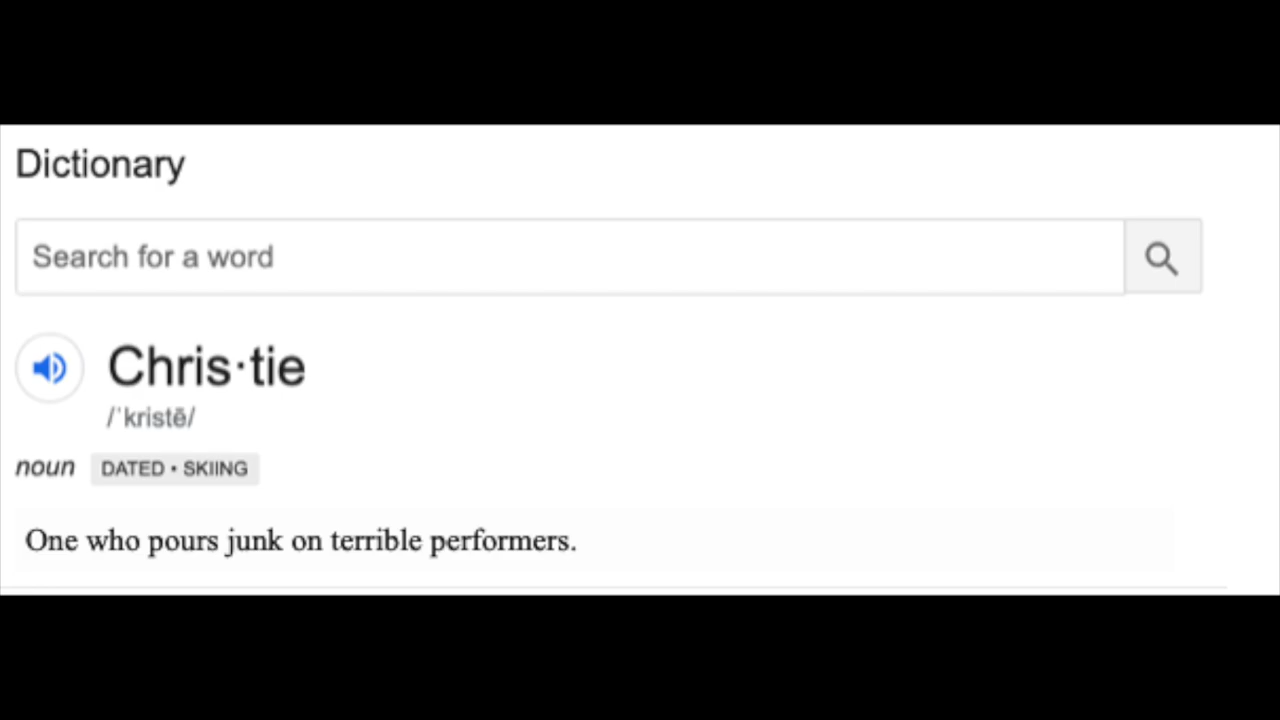 Dictionary
Search for a word
Chris·tie
/ˈkristē/
noun DATED • SKIING
One who pours junk on terrible performers.